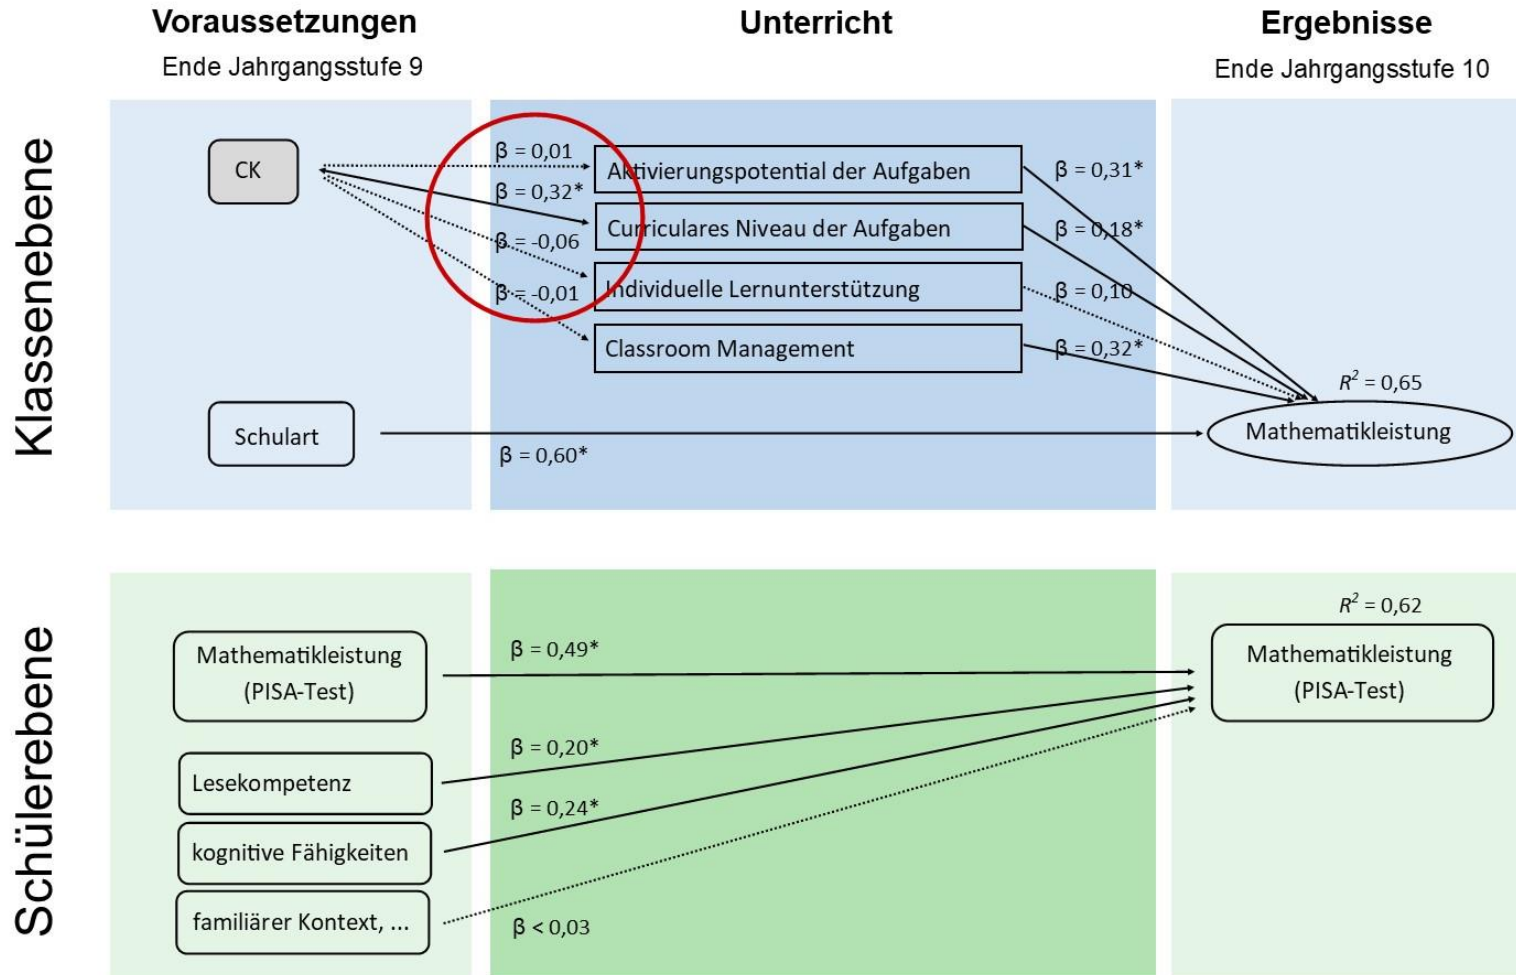 Voraussetzungen
Unterricht
Ergebnisse
Ende Jahrgangsstufe 9
Ende Jahrgangsstufe 10
Klassenebene
CK
β = 0,01
Aktivierungspotential der Aufgaben
β = 0,31*
β = 0,32*
Curriculares Niveau der Aufgaben
β = 0,18*
β = -0,06
Individuelle Lernunterstützung
β = 0,10
β = -0,01
Classroom Management
β = 0,32*
R² = 0,65
Schulart
Mathematikleistung
β = 0,60*
Schülerebene
R² = 0,62
Mathematikleistung
(PISA-Test)
β = 0,49*
Mathematikleistung
(PISA-Test)
β = 0,20*
Lesekompetenz
β = 0,24*
kognitive Fähigkeiten
familiärer Kontext, ...
β < 0,03